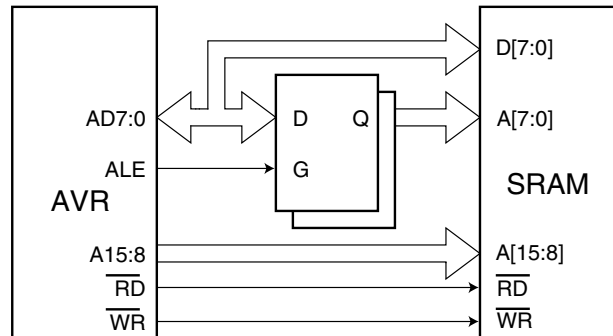 D[7:0]
AD7:0
D
Q
A[7:0]
ALE
G
AVR
SRAM
A15:8
A[15:8]
RD
RD
WR
WR